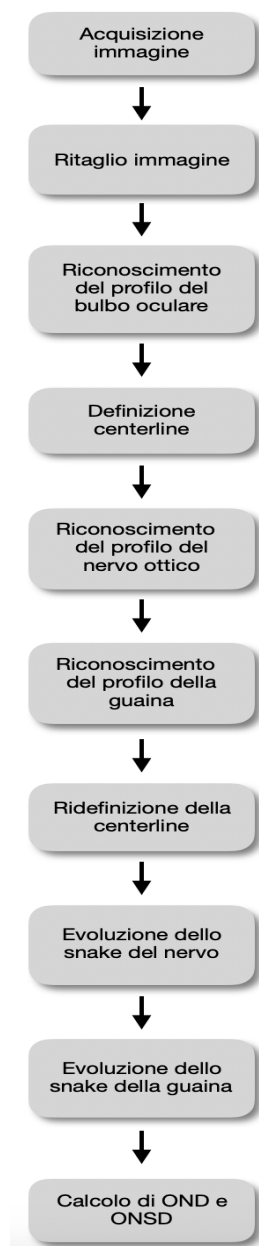 Acquisizione
immagine
Ritaglio immagine
Riconoscimento
del profilo del
bulbo oculare
Definizione
centerline
Riconoscimento
del profilo del
nervo ottico
Riconoscimento
del profilo della
guaina
Ridefinizione della
centerline
Evoluzione dello
snake del nervo
Evoluzione dello
snake della guaina
Calcolo di OND e
ONSD